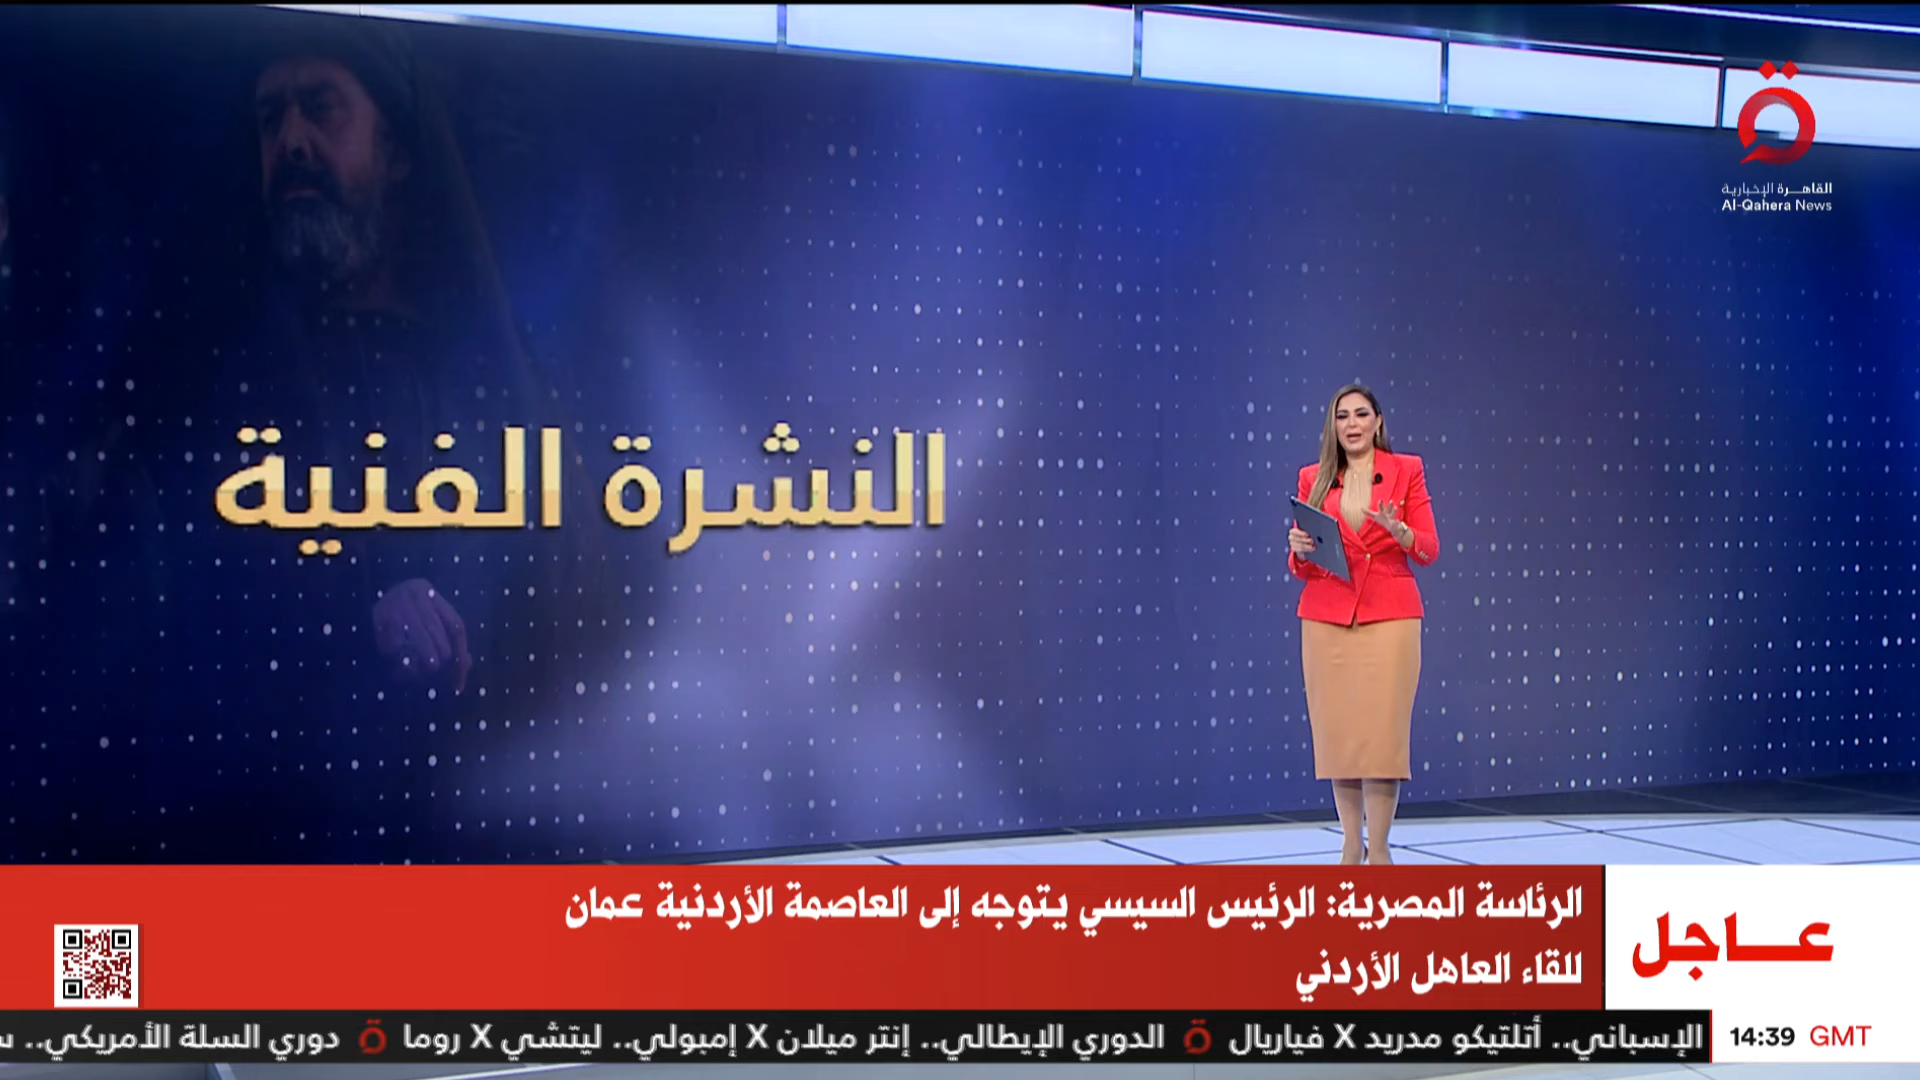 القاهرة الإخبارية
Al-Qahera News
النشرة الفنية
عاجل
الرئاسة المصرية: الرئيس السيسي يتوجه إلى العاصمة الأردنية عمان
للقاء العاهل الأردني
14:39 GMT
الإسباني.. أتلتيكو مدريد X فياريال الدوري الإيطالي.. إنتر ميلان X إمبولي.. ليتشي X روما دوري السلة الأمريكي..